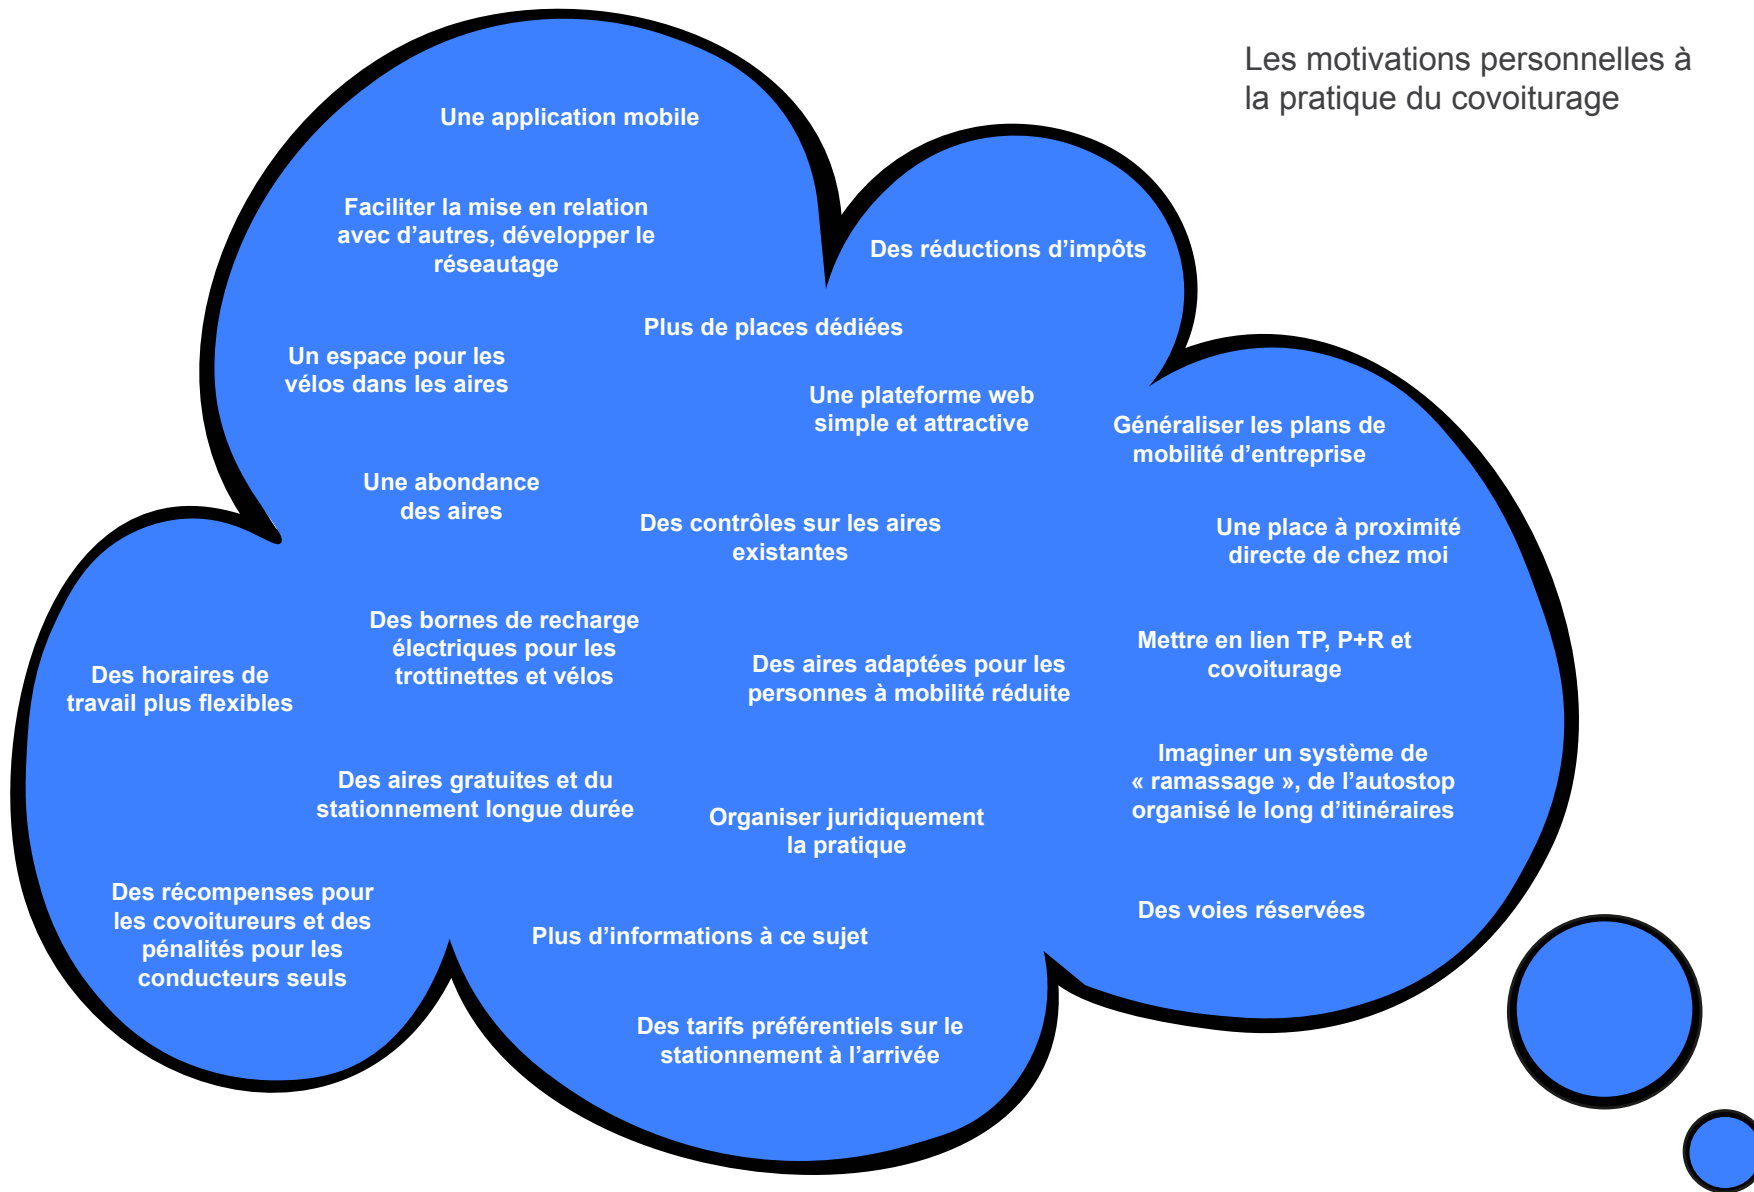 Les motivations personnelles à
la pratique du covoiturage
Une application mobile
Faciliter la mise en relation
avec d’autres, développer le
réseautage
Des réductions d’impôts
Plus de places dédiées
Un espace pour les
vélos dans les aires
Une plateforme web
simple et attractive
Généraliser les plans de
mobilité d’entreprise
Une abondance
des aires
Des contrôles sur les aires
existantes
Une place à proximité
directe de chez moi
Des bornes de recharge
électriques pour les
trottinettes et vélos
Des horaires de
travail plus flexibles
Des aires adaptées pour les
personnes à mobilité réduite
Mettre en lien TP, P+R et
covoiturage
Des aires gratuites et du
stationnement longue durée
Organiser juridiquement
la pratique
Imaginer un système de
« ramassage », de l’autostop
organisé le long d’itinéraires
Des récompenses pour
les covoitureurs et des
pénalités pour les
conducteurs seuls
Plus d’informations à ce sujet
Des voies réservées
Des tarifs préférentiels sur le
stationnement à l’arrivée